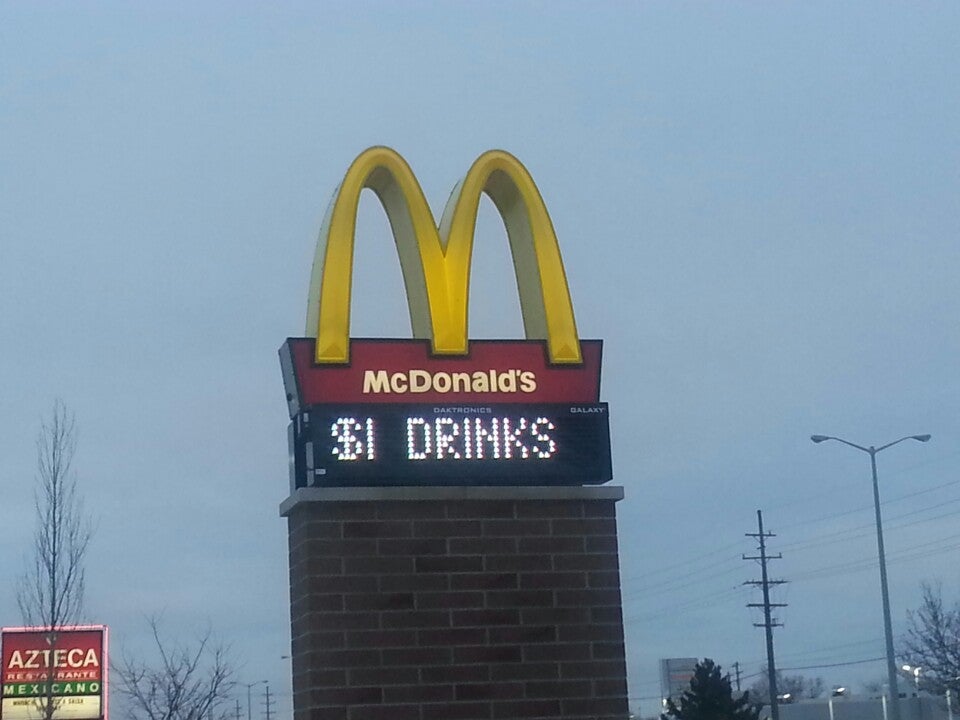 McDonald's
DAKTRONICS GALAXY
$1 DRINKS
AZTECA
RESTAURANTE
MEXICANO